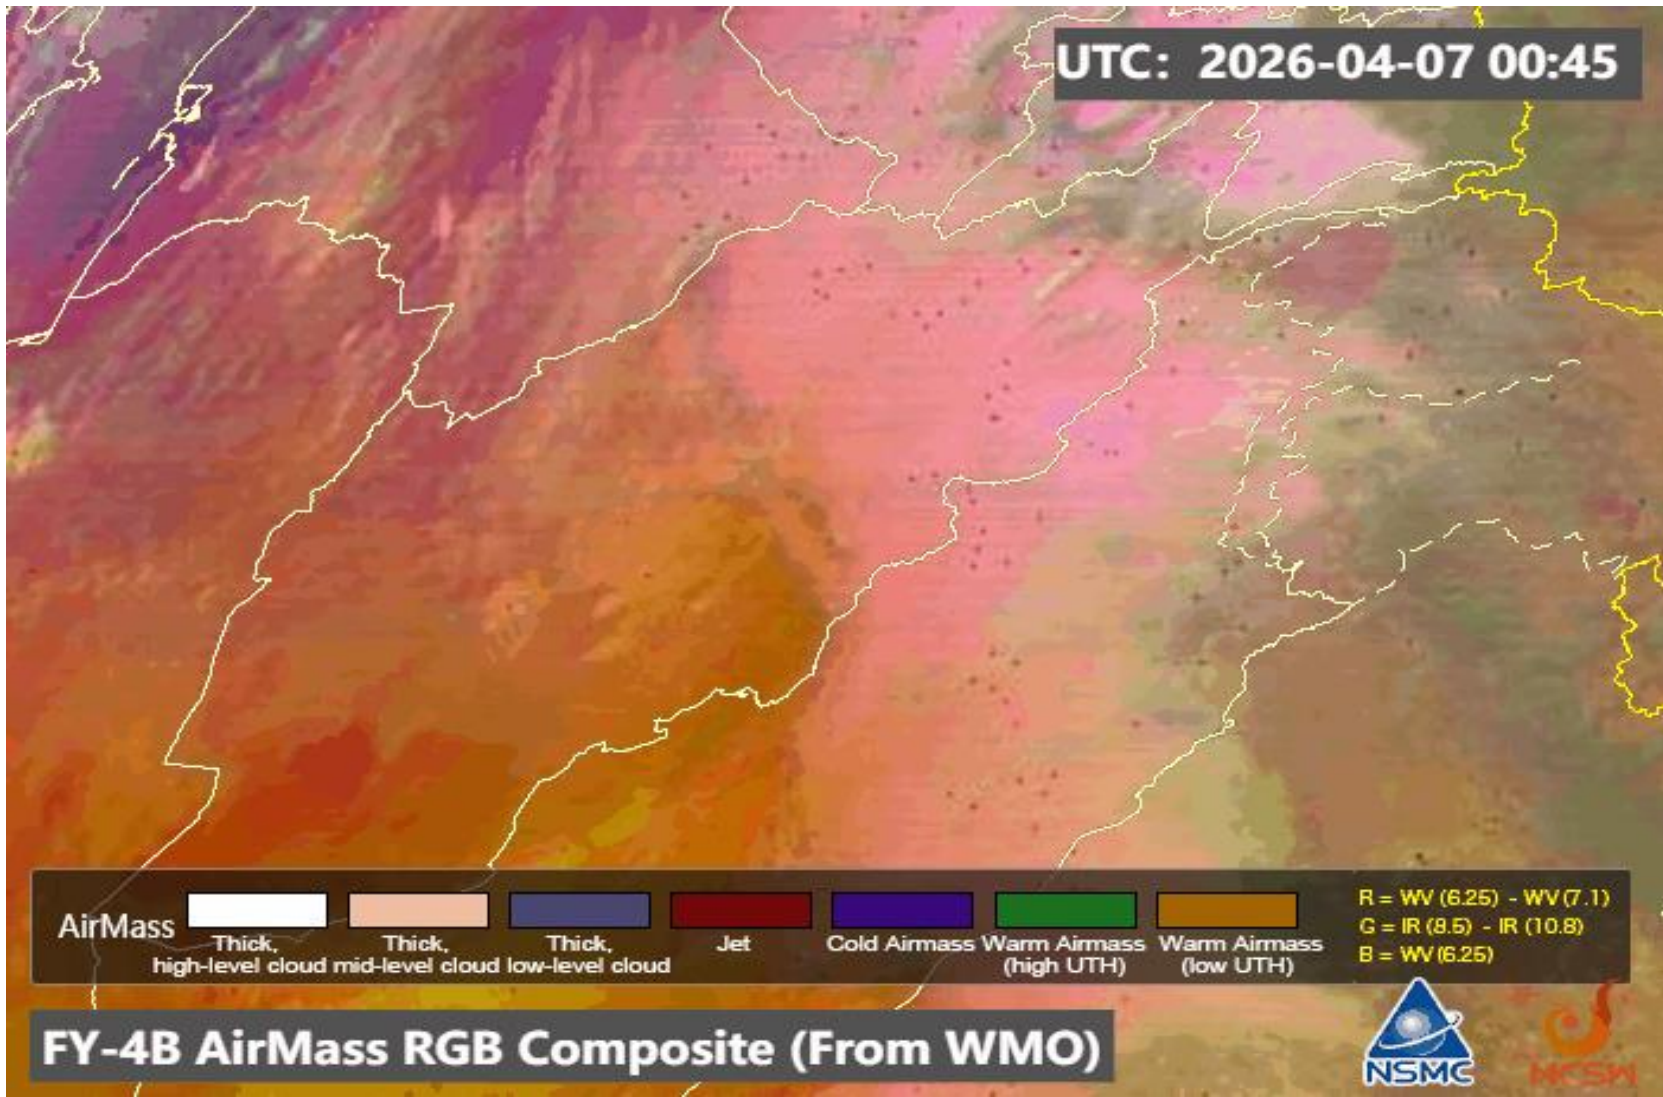 UTC: 2026-04-07 00:45
AirMass
Thick,
high-level cloud
Thick,
mid-level cloud
Thick,
low-level cloud
Jet
Cold Airmass
Warm Airmass
(high UTH)
Warm Airmass
(low UTH)
R = WV (6.25) - WV (7.1)
G = IR (8.5) - IR (10.8)
B = WV (6.25)
FY-4B AirMass RGB Composite (From WMO)
NSMC
NCSW